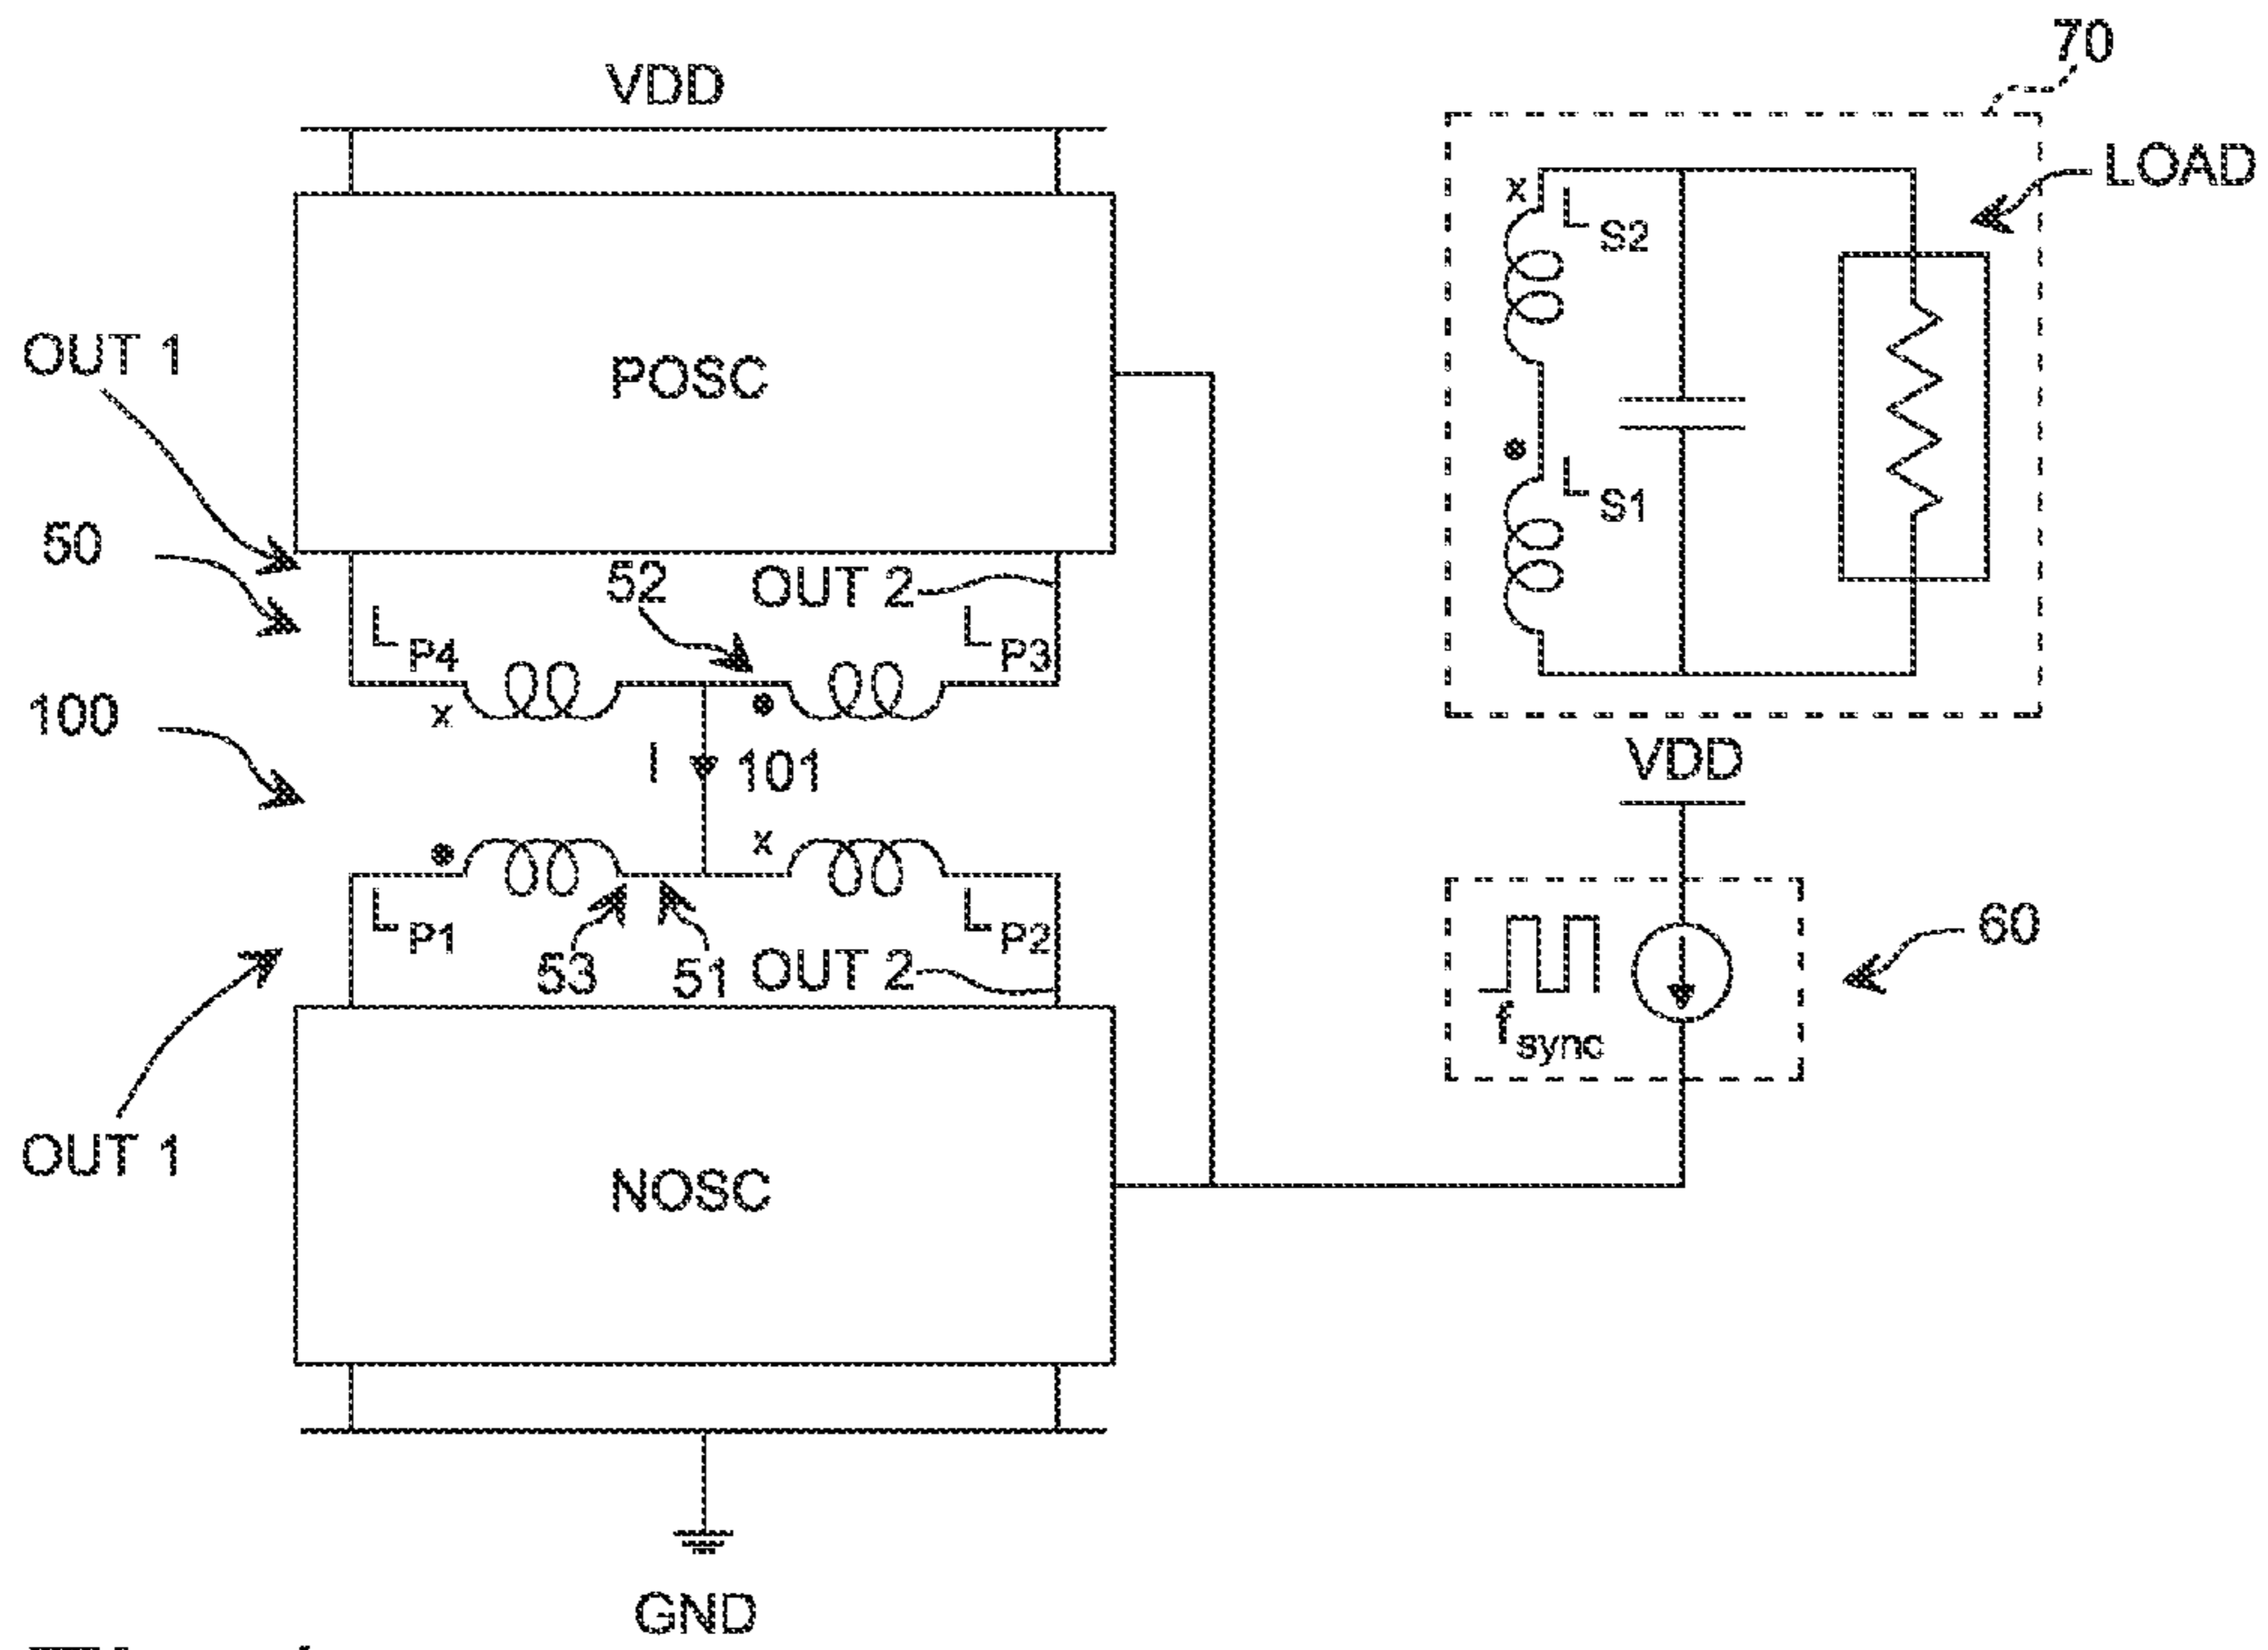 70
VDD
LOAD
x
L S2
OUT 1
POSC
L S1
50
52
OUT 2
L P4
L P3
100
x
VDD
I
101
x
L P1
L P2
60
53
51
OUT 2
f sync
OUT 1
NOSC
GND